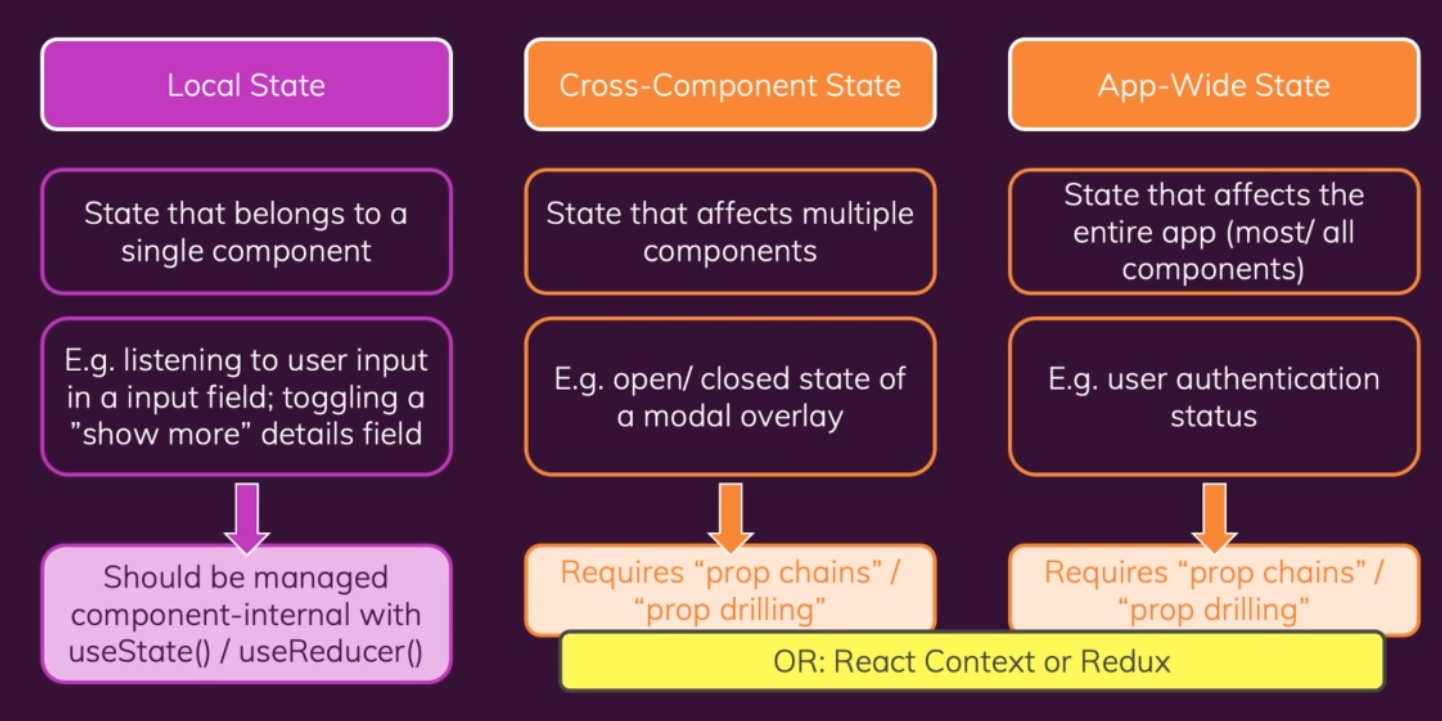 Local State
State that belongs to a
single component
E.g. listening to user input
in a input field; toggling a
”show more” details field
Should be managed
component-internal with
useState() / useReducer()
Cross-Component State
State that affects multiple
components
E.g. open/ closed state of
a modal overlay
Requires “prop chains” /
“prop drilling”
App-Wide State
State that affects the
entire app (most/ all
components)
E.g. user authentication
status
Requires “prop chains” /
“prop drilling”
OR: React Context or Redux